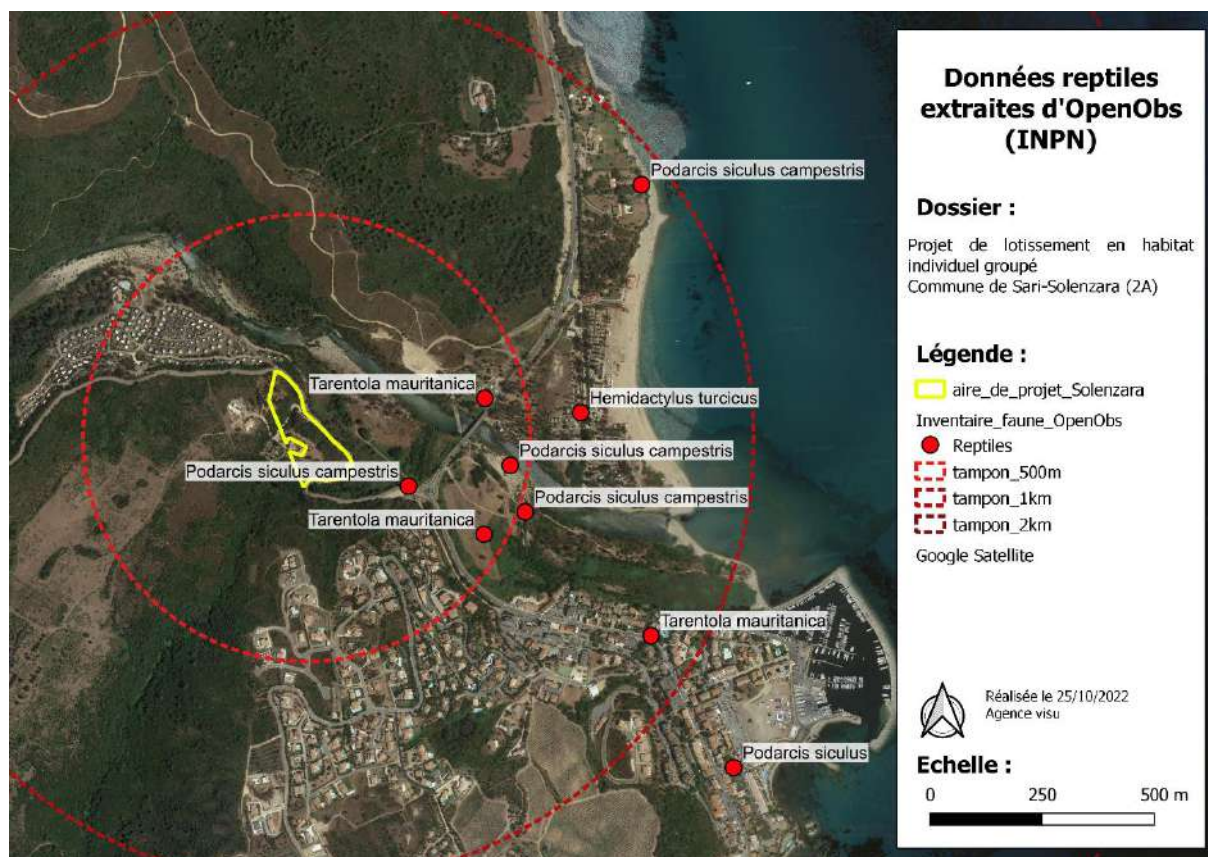 Podarcis siculus campestris
Tarentola mauritanica
Hemidactylus turcicus
Podarcis siculus campestris
Podarcis siculus campestris
Podarcis siculus campestris
Tarentola mauritanica
Tarentola mauritanica
Podarcis siculus
Données reptiles
extraites d'OpenObs
(INPN)
Dossier :
Projet de lotissement en habitat
individuel groupé
Commune de Sari-Solenzara (2A)
Légende :
aire_de_projet_Solenzara
Inventaire_faune_OpenObs
Reptiles
tampon_500m
tampon_1km
tampon_2km
Google Satellite
Réalisée le 25/10/2022
Agence visu
Echelle :
0 250 500 m